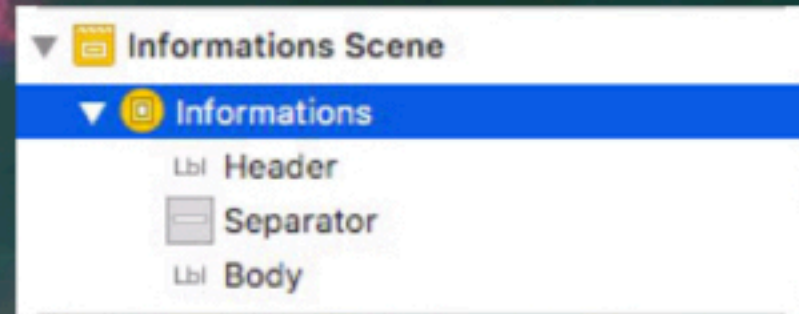 Informations Scene
Informations
Lbl Header
Separator
Lbl Body